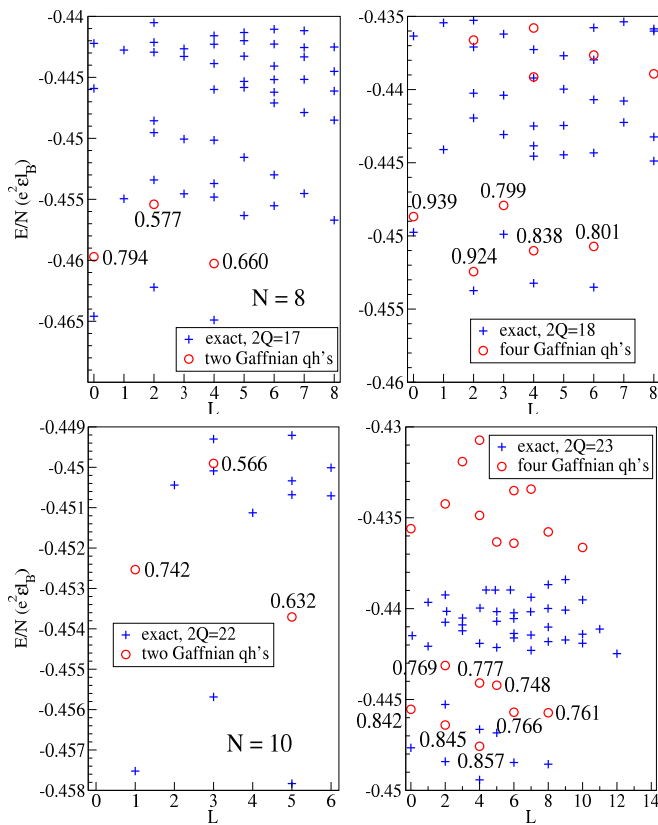 -0.44
-0.445
-0.45
-0.455
-0.46
-0.465
E/N (e²εl_B)
0.794
0.577
0.660
N = 8
exact, 2Q=17
two Gaffnian qh's
0 1 2 3 4 5 6 7 8
L
-0.435
-0.44
-0.445
-0.45
-0.455
-0.46
0.939
0.799
0.924
0.838
0.801
exact, 2Q=18
four Gaffnian qh's
0 1 2 3 4 5 6 7 8
L
-0.449
-0.45
-0.451
-0.452
-0.453
-0.454
-0.455
-0.456
-0.457
-0.458
E/N (e²εl_B)
0.566
0.742
0.632
exact, 2Q=22
two Gaffnian qh's
N = 10
0 1 2 3 4 5 6
L
-0.43
-0.435
-0.44
-0.445
-0.45
exact, 2Q=23
four Gaffnian qh's
0.769
0.777
0.748
0.842
0.766
0.761
0.845
0.857
0 2 4 6 8 10 12 14
L